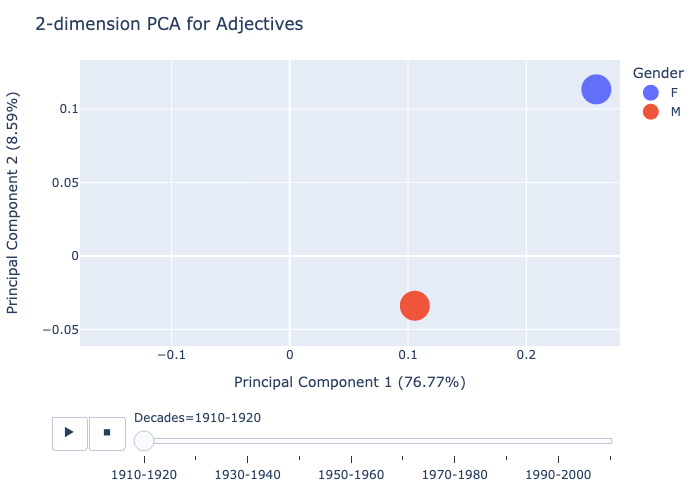 2-dimension PCA for Adjectives
Gender
F
M
Principal Component 2 (8.59%)
0.1
0.05
0
−0.05
−0.1
0
0.1
0.2
Principal Component 1 (76.77%)
Decades=1910-1920
1910-1920
1930-1940
1950-1960
1970-1980
1990-2000